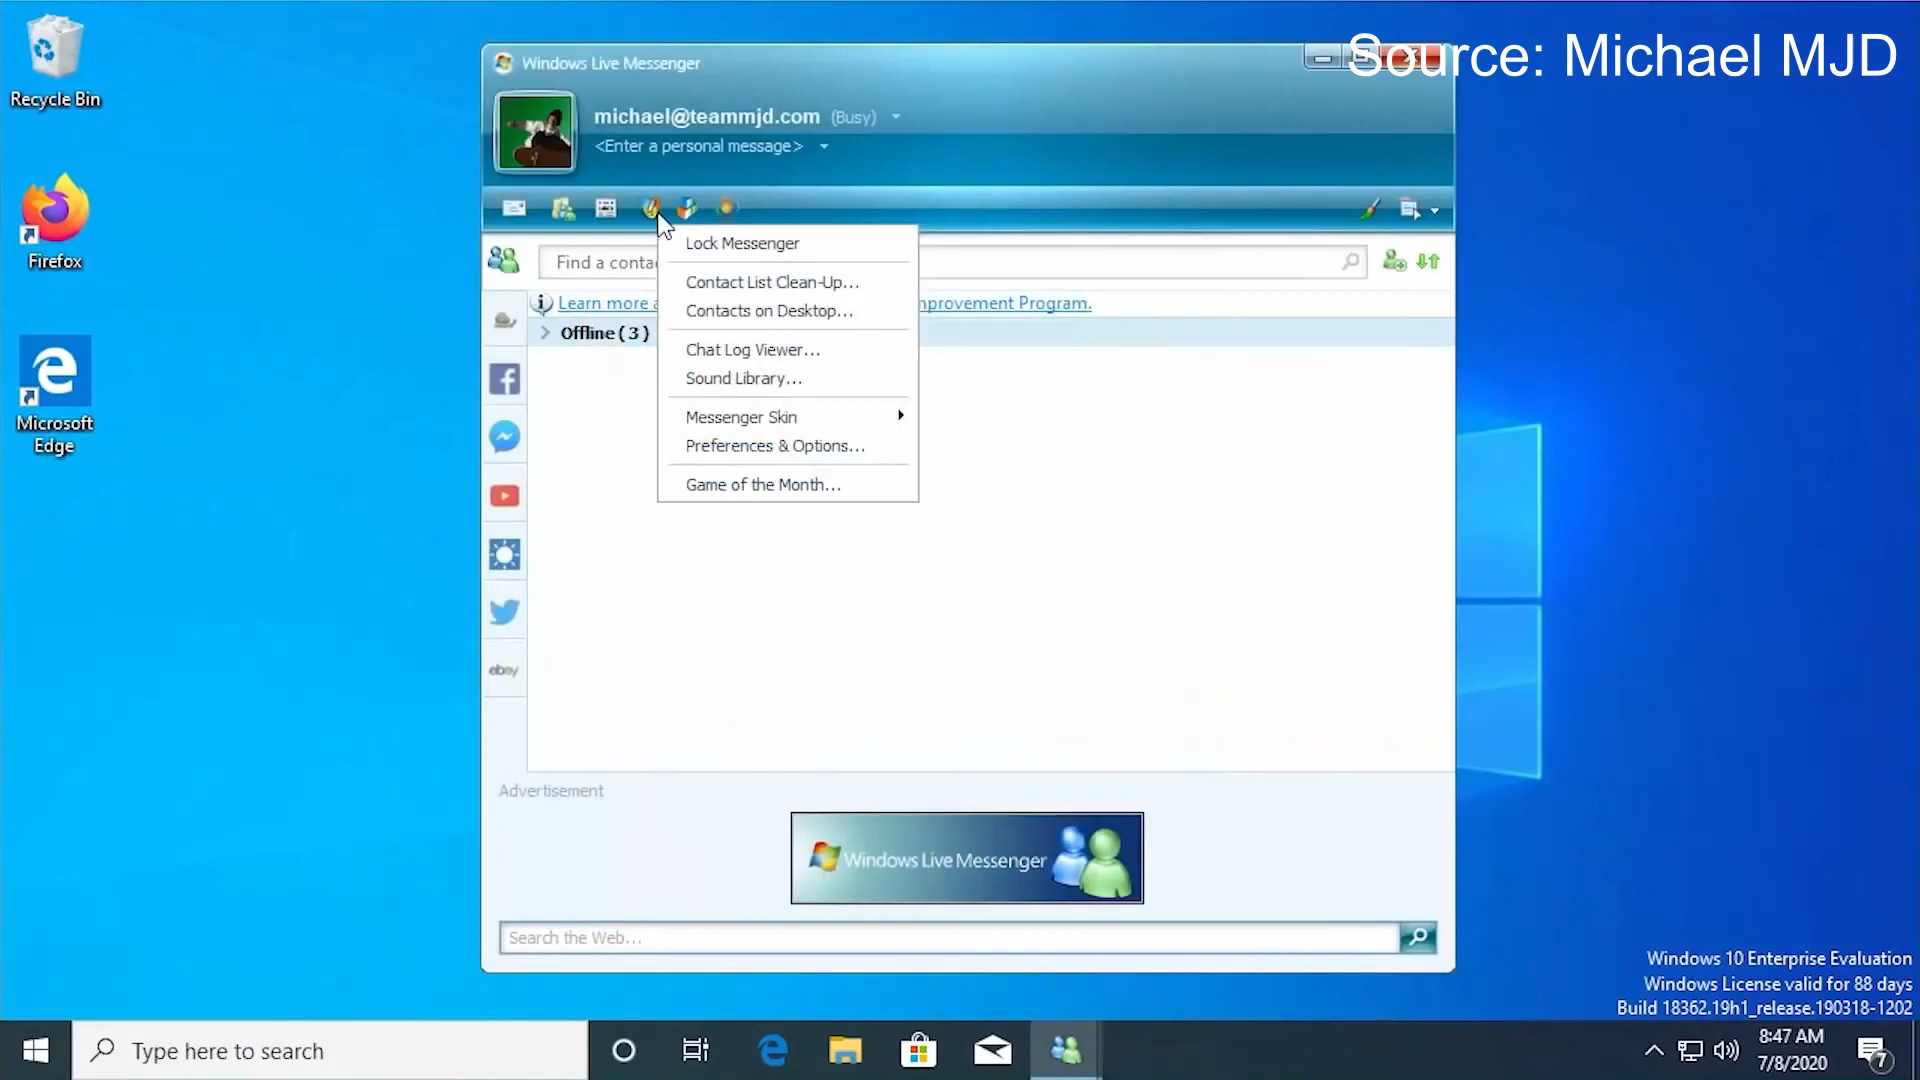 Source: Michael MJD
Recycle Bin
Firefox
Microsoft
Edge
Windows Live Messenger
michael@teammjd.com (Busy)
<Enter a personal message>
Find a conta
Learn more
provement Program.
Offline ( 3 )
Lock Messenger
Contact List Clean-Up...
Contacts on Desktop...
Chat Log Viewer...
Sound Library...
Messenger Skin
Preferences & Options...
Game of the Month...
ebay
Advertisement
Windows Live Messenger
Search the Web...
Windows 10 Enterprise Evaluation
Windows License valid for 88 days
Build 18362.19h1_release.190318-1202
Type here to search
8:47 AM
7/8/2020
7